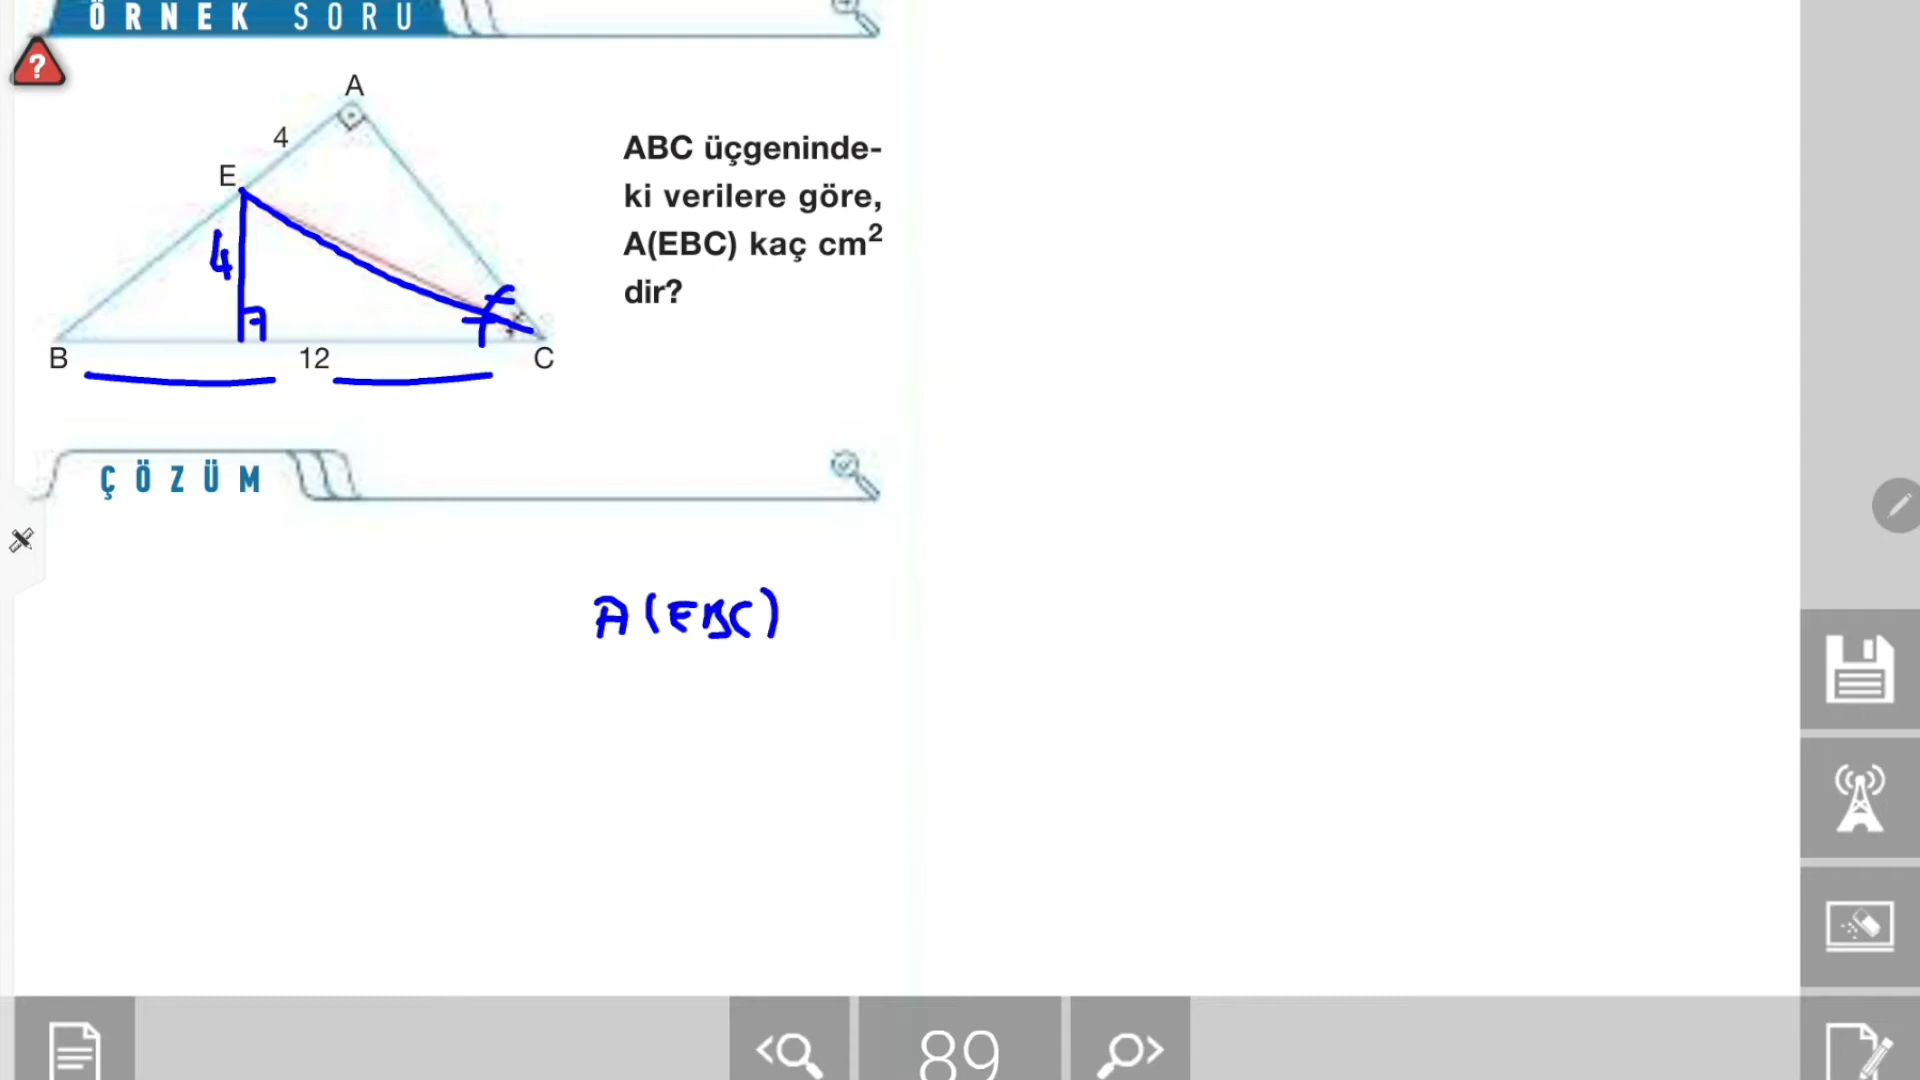 ÖRNEK SORU
?
A
4
E
4
B
12
C
ABC üçgeninde-
ki verilere göre,
A(EBC) kaç cm²
dir?
ÇÖZÜM
A(EBC)
89